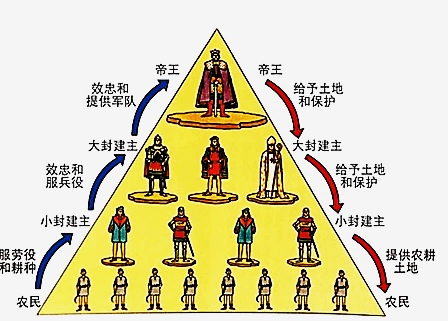 帝王
帝王
效忠和
提供军队
给予土地
和保护
大封建主
大封建主
效忠和
服兵役
给予土地
和保护
小封建主
小封建主
服劳役
和耕种
提供农耕
土地
农民
农民